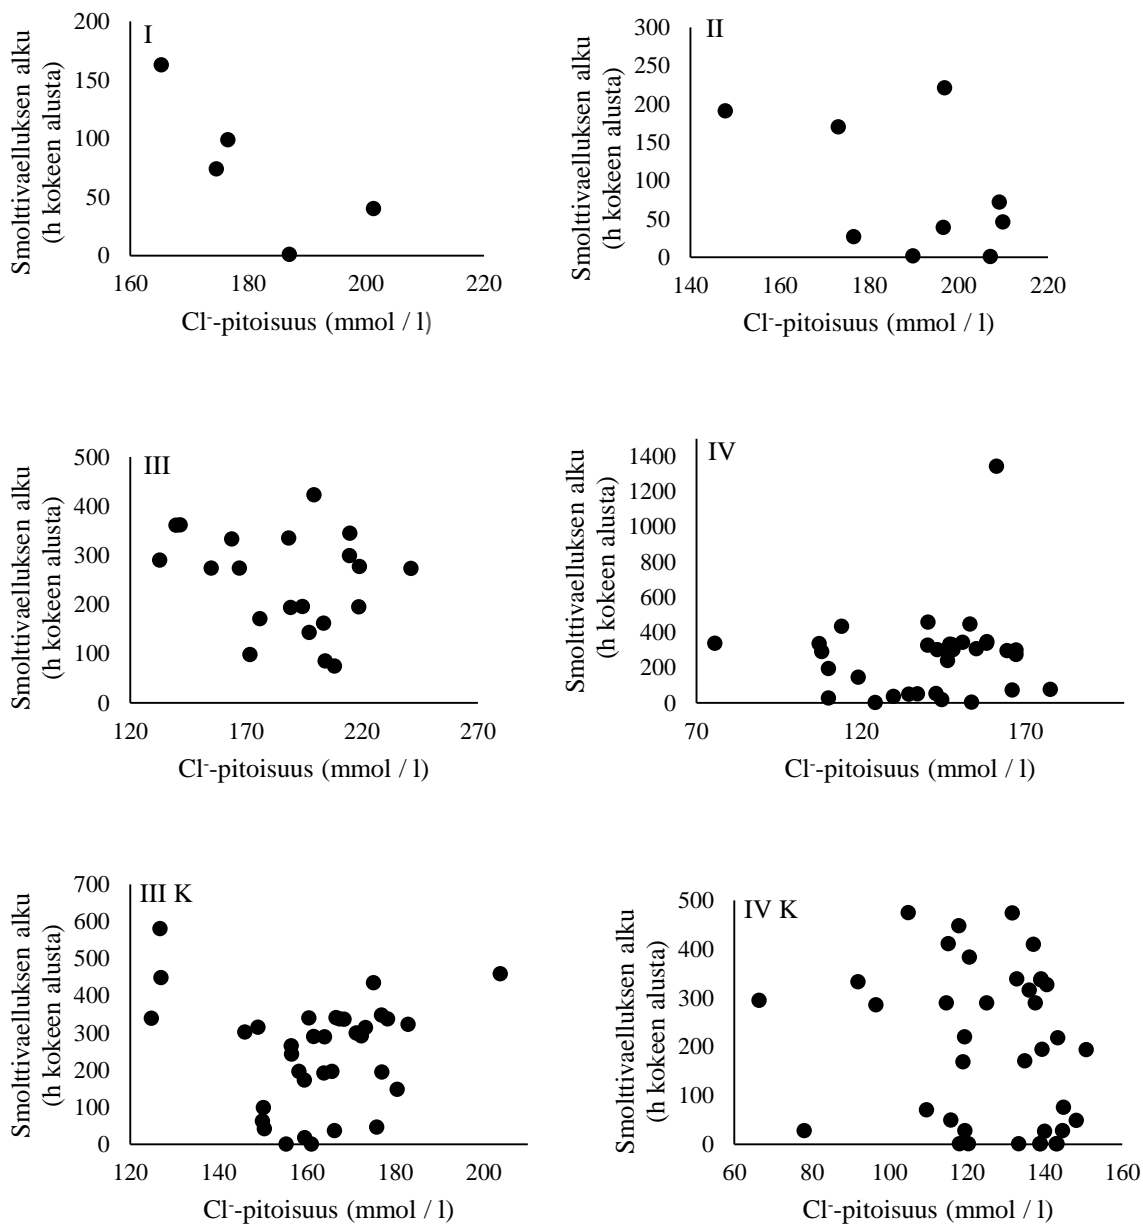 I
Smolttivaelluksen alku
(h kokeen alusta)
200
150
100
50
0
160 180 200 220
Cl⁻-pitoisuus (mmol / l)
II
Smolttivaelluksen alku
(h kokeen alusta)
300
250
200
150
100
50
0
140 160 180 200 220
Cl⁻-pitoisuus (mmol / l)
III
Smolttivaelluksen alku
(h kokeen alusta)
500
400
300
200
100
0
120 170 220 270
Cl⁻-pitoisuus (mmol / l)
IV
Smolttivaelluksen alku
(h kokeen alusta)
1400
1200
1000
800
600
400
200
0
70 120 170
Cl⁻-pitoisuus (mmol / l)
III K
Smolttivaelluksen alku
(h kokeen alusta)
700
600
500
400
300
200
100
0
120 140 160 180 200
Cl⁻-pitoisuus (mmol / l)
IV K
Smolttivaelluksen alku
(h kokeen alusta)
500
400
300
200
100
0
60 80 100 120 140 160
Cl⁻-pitoisuus (mmol / l)